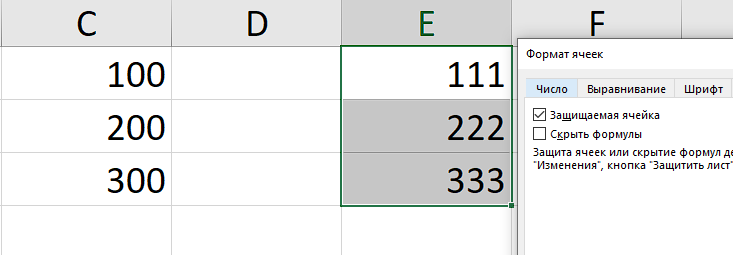 C D E F
100 111
200 222
300 333
Формат ячеек
Число Выравнивание Шрифт
Защищаемая ячейка
Скрыть формулы
Защита ячеек или скрытие формул де
"Изменения", кнопка "Защитить лист"